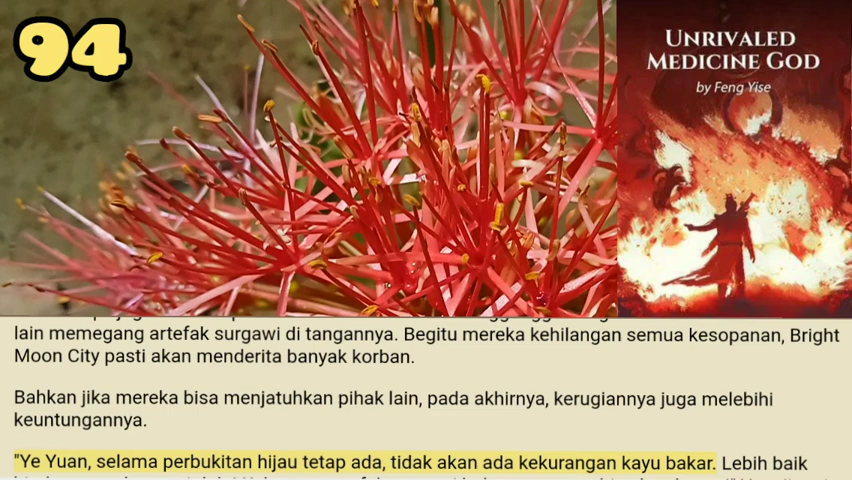 94
UNRIVALED
MEDICINE GOD
by Feng Yise
lain memegang artefak surgawi di tangannya. Begitu mereka kehilangan semua kesopanan, Bright
Moon City pasti akan menderita banyak korban.
Bahkan jika mereka bisa menjatuhkan pihak lain, pada akhirnya, kerugiannya juga melebihi
keuntungannya.
"Ye Yuan, selama perbukitan hijau tetap ada, tidak akan ada kekurangan kayu bakar. Lebih baik